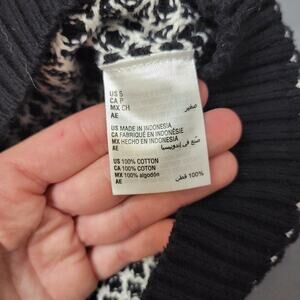 US S
CA P
MX CH
AE صغير
US MADE IN INDONESIA
CA FABRIQUÉ EN INDONÉSIE
MX HECHO EN INDONESIA
AE صنع في إندونيسيا
US 100% COTTON
CA 100% COTON
MX 100% algodón
AE 100% قطن